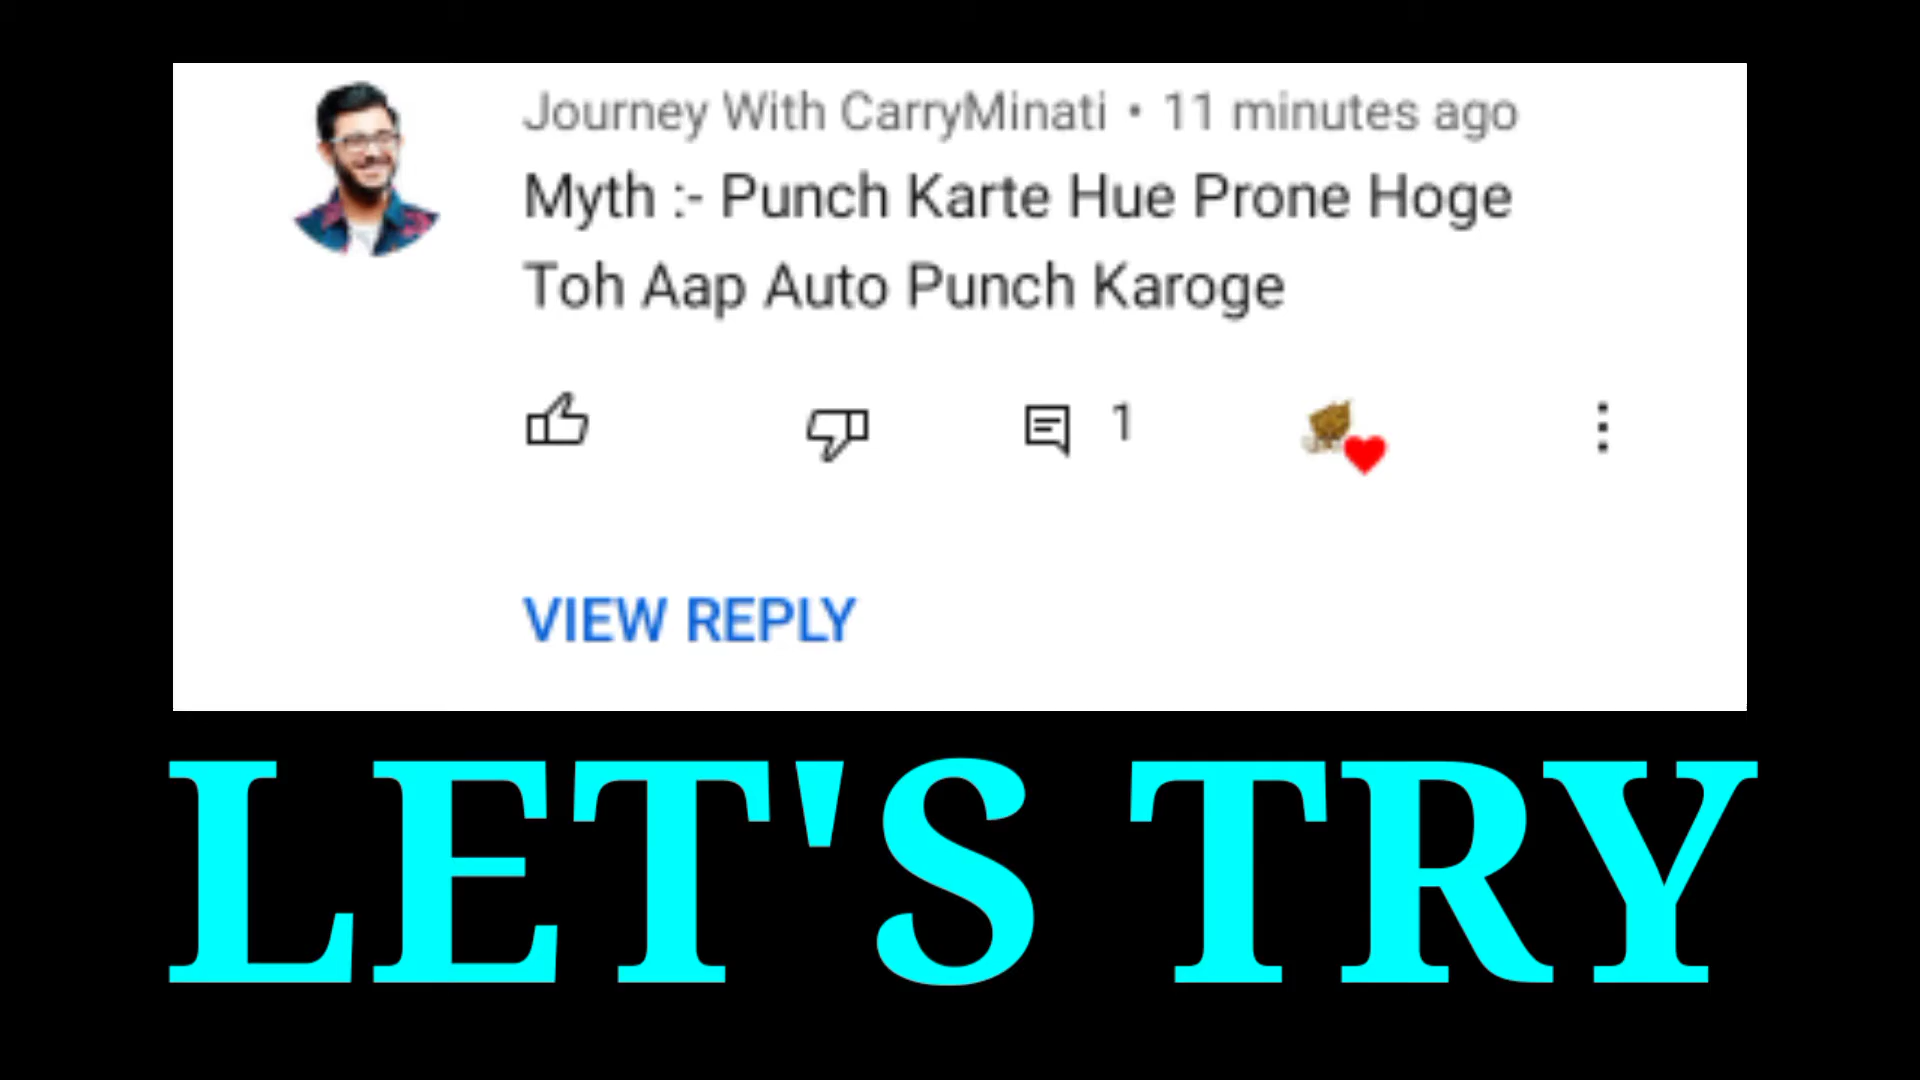 Journey With CarryMinati • 11 minutes ago
Myth :- Punch Karte Hue Prone Hoge
Toh Aap Auto Punch Karoge
1
VIEW REPLY
LET'S TRY